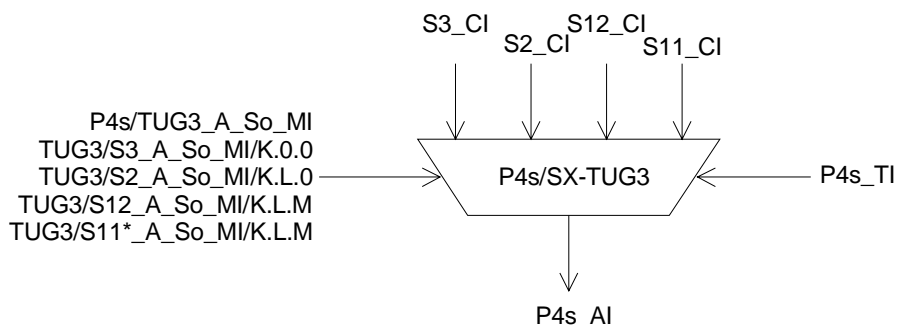 S3_CI
S2_CI
S12_CI
S11_CI
P4s/TUG3_A_So_MI
TUG3/S3_A_So_MI/K.0.0
TUG3/S2_A_So_MI/K.L.0
TUG3/S12_A_So_MI/K.L.M
TUG3/S11*_A_So_MI/K.L.M
P4s/SX-TUG3
P4s_TI
P4s_AI